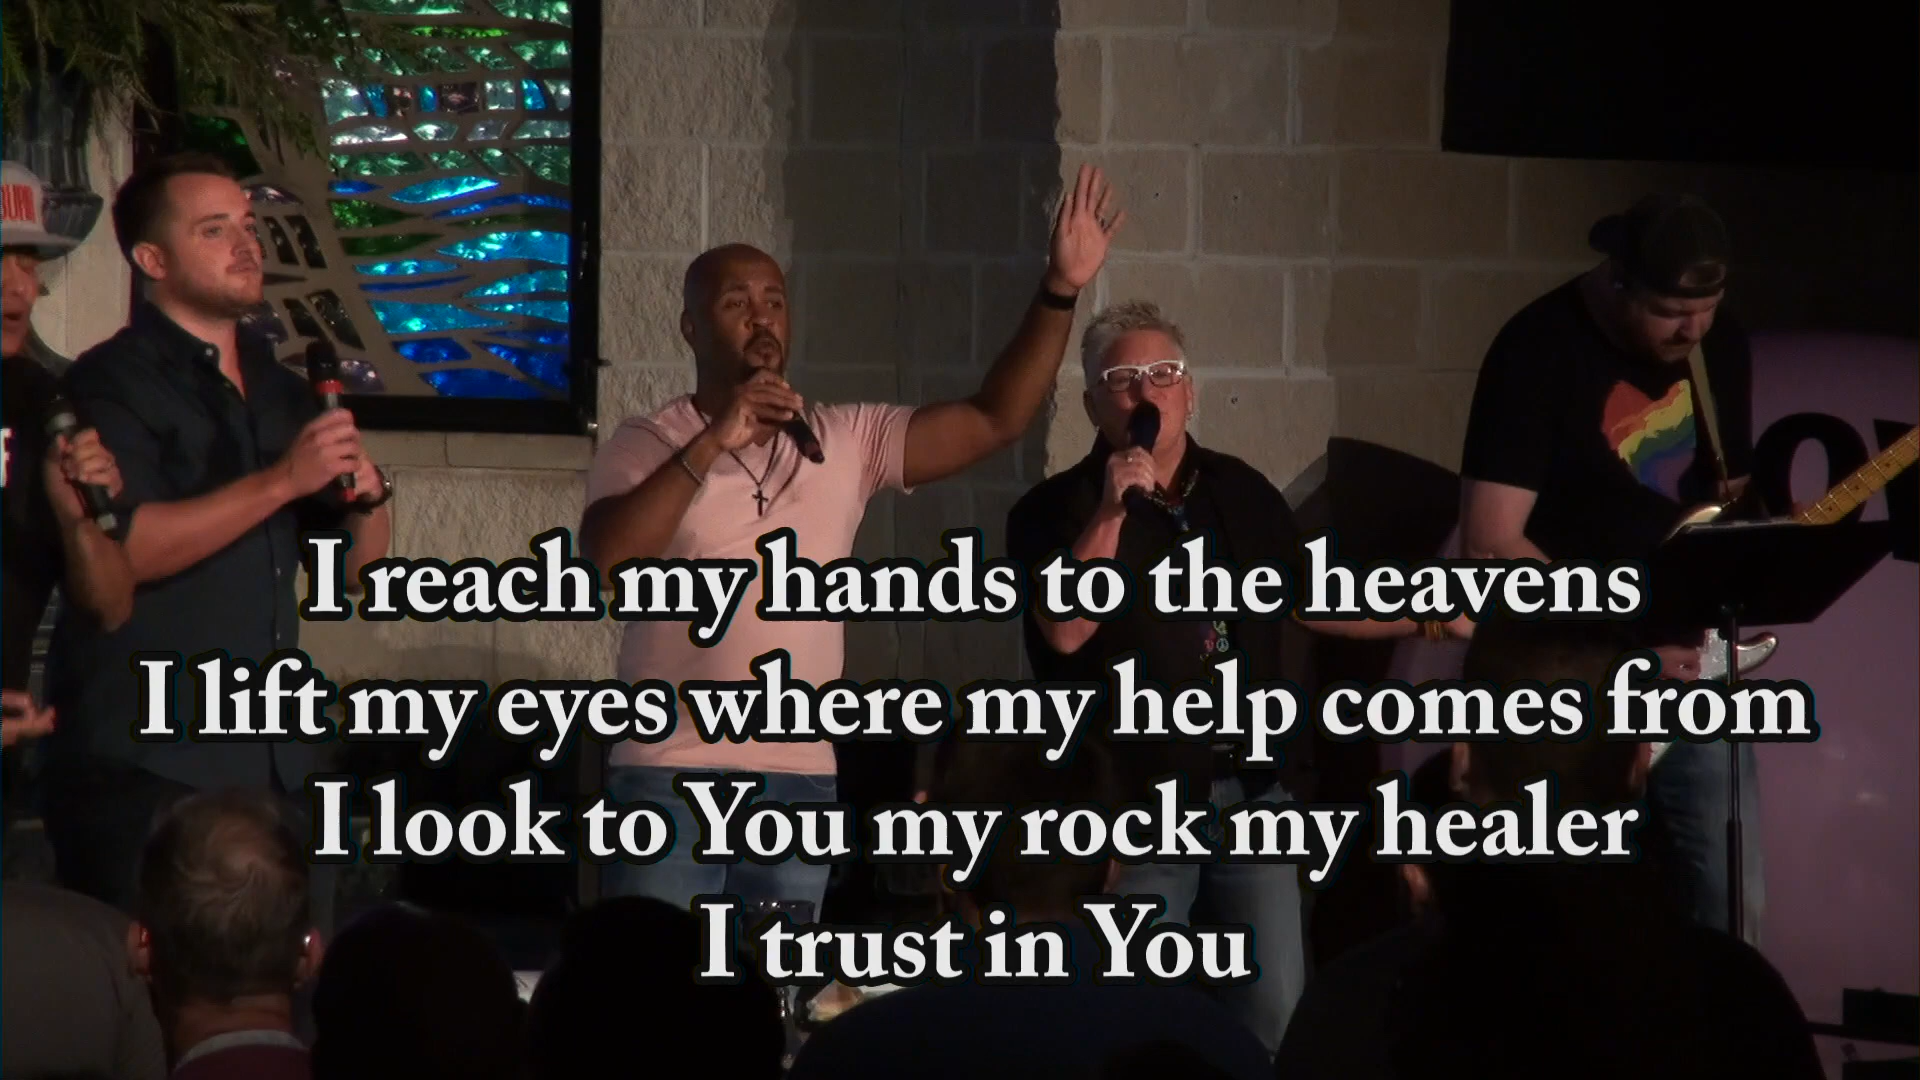 I reach my hands to the heavens
I lift my eyes where my help comes from
I look to You my rock my healer
I trust in You